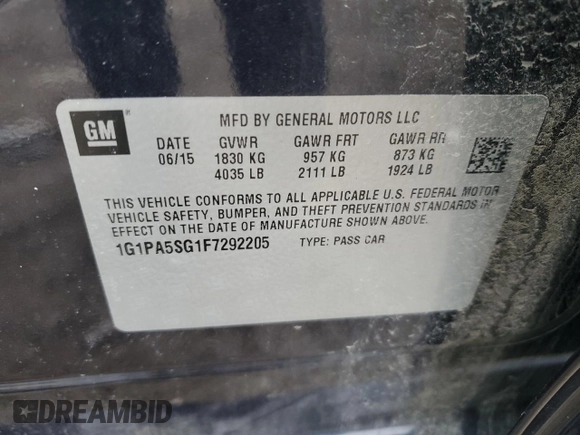 GM
MFD BY GENERAL MOTORS LLC
DATE GVWR GAWR FRT GAWR RR
06/15 1830 KG 957 KG 873 KG
4035 LB 2111 LB 1924 LB
THIS VEHICLE CONFORMS TO ALL APPLICABLE U.S. FEDERAL MOTOR
VEHICLE SAFETY, BUMPER, AND THEFT PREVENTION STANDARDS IN
EFFECT ON THE DATE OF MANUFACTURE SHOWN ABOVE.
1G1PA5SG1F7292205 TYPE: PASS CAR
DREAMBID